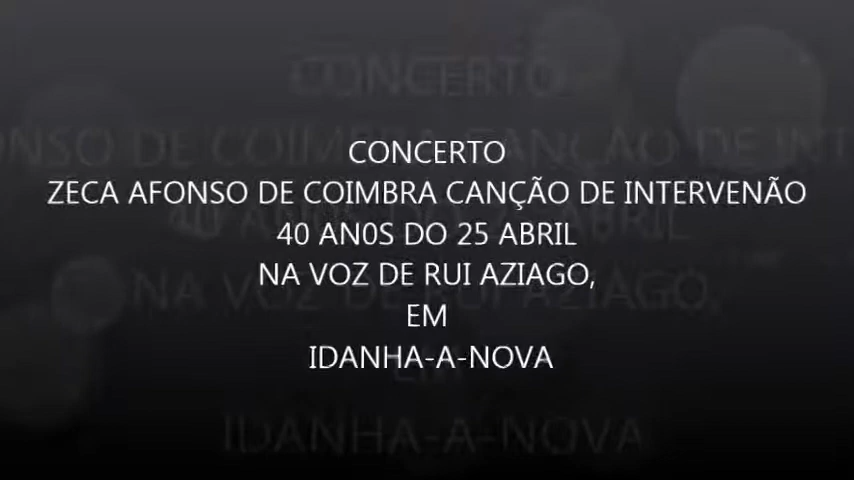 CONCERTO
ZECA AFONSO DE COIMBRA CANÇÃO DE INTERVENÃO
40 AN0S DO 25 ABRIL
NA VOZ DE RUI AZIAGO,
EM
IDANHA-A-NOVA